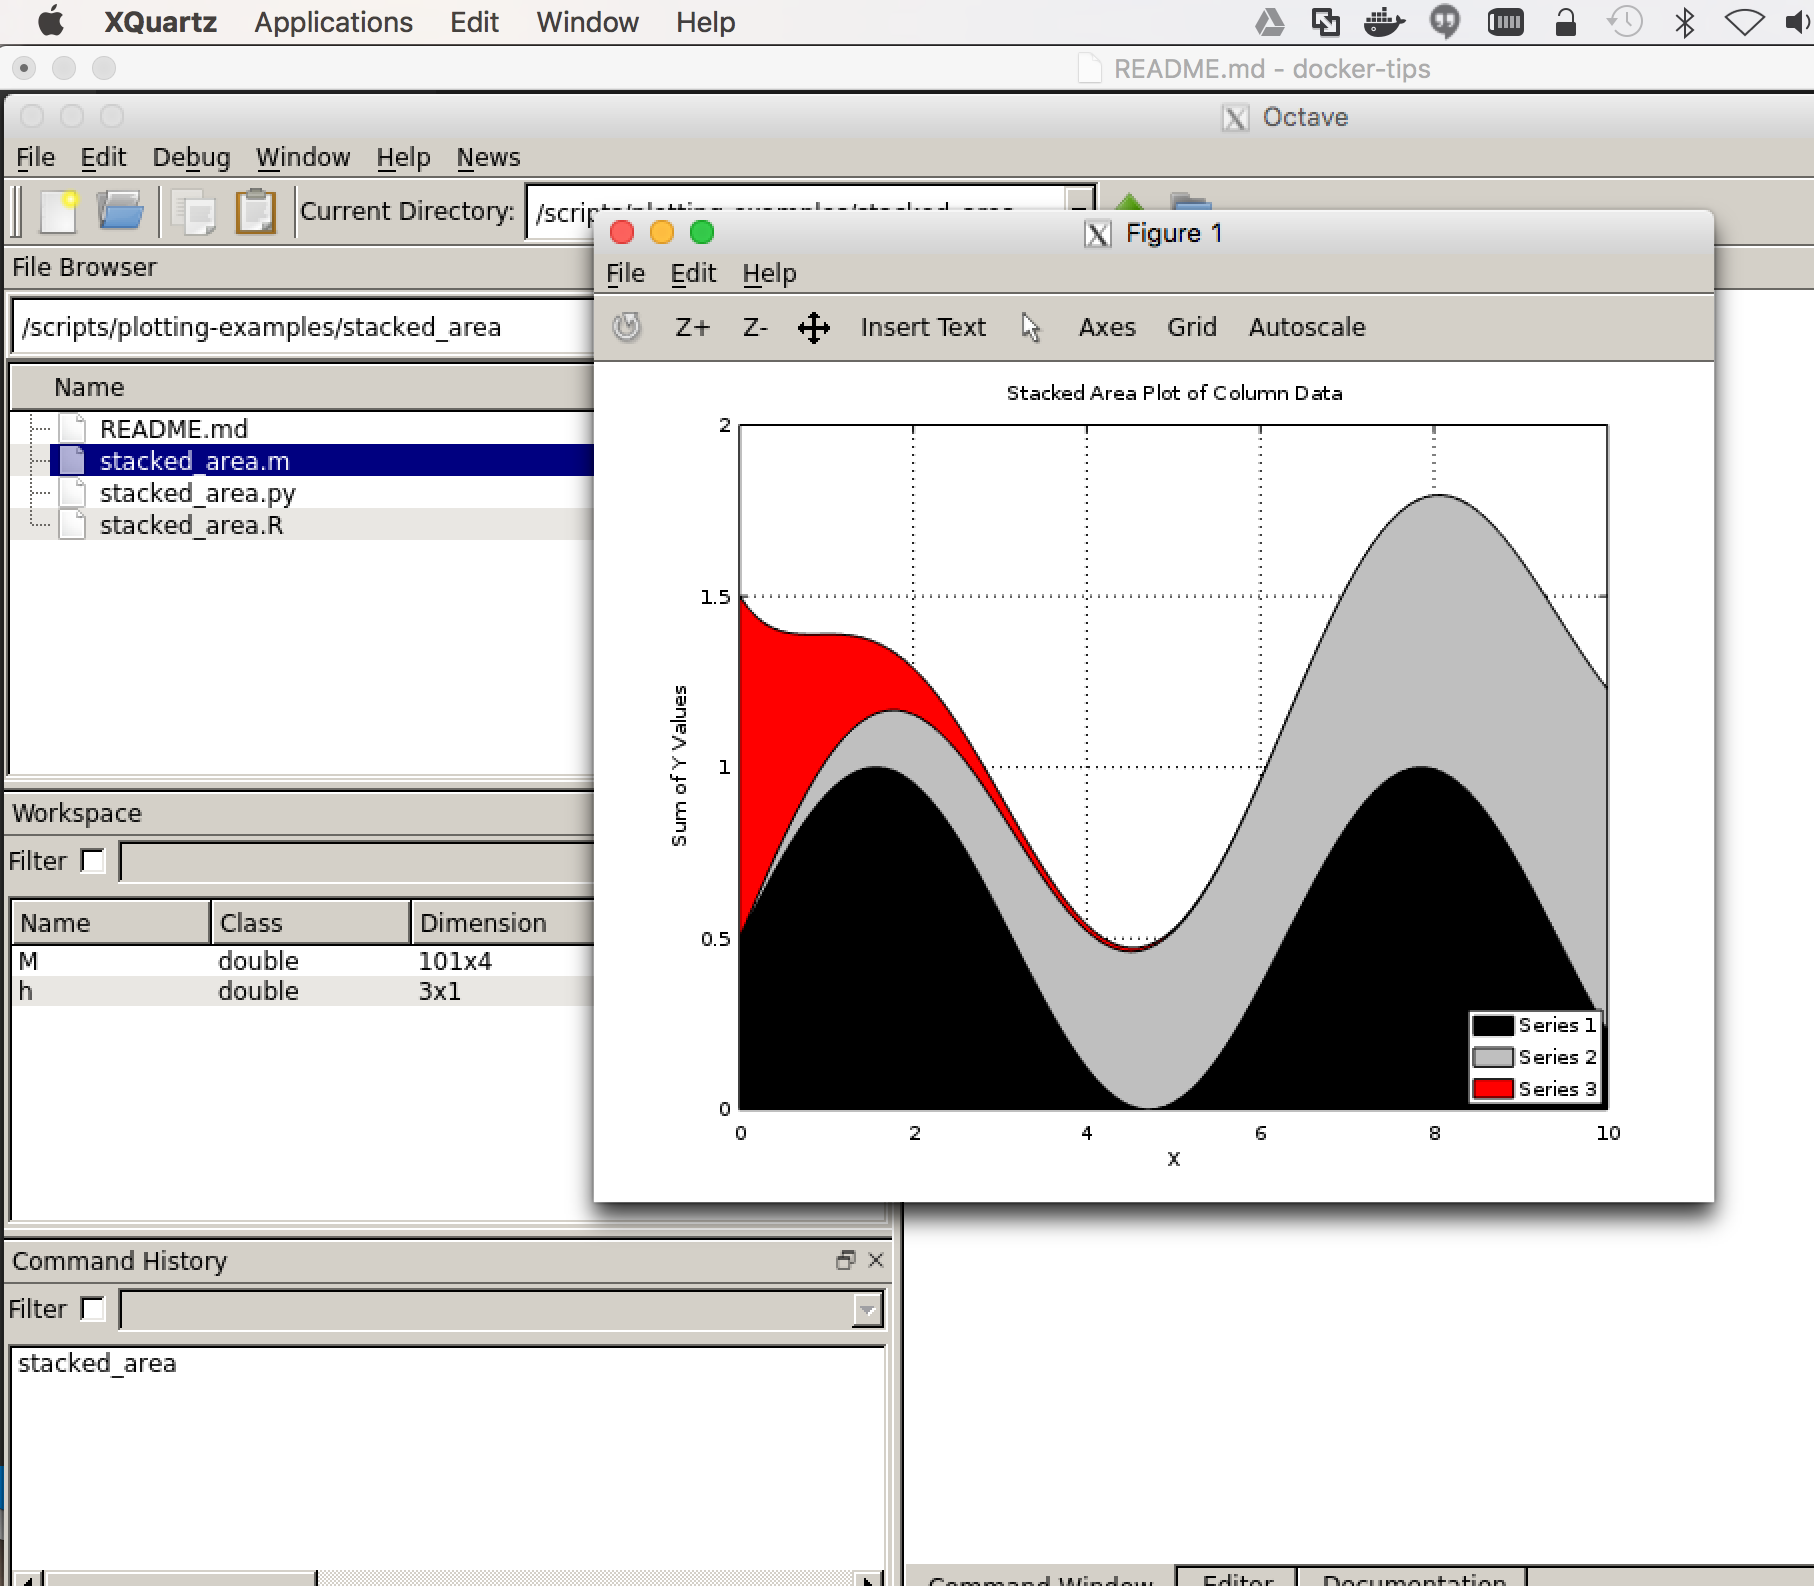 XQuartz Applications Edit Window Help
README.md - docker-tips
Octave
File Edit Debug Window Help News
Current Directory: /scripts/plotting-examples/stacked_area
File Browser
/scripts/plotting-examples/stacked_area
Name
README.md
stacked_area.m
stacked_area.py
stacked_area.R
Workspace
Filter
Name Class Dimension
M double 101x4
h double 3x1
Command History
Filter
stacked_area
Figure 1
File Edit Help
Z+ Z- Insert Text Axes Grid Autoscale
Stacked Area Plot of Column Data
2
1.5
1
0.5
0
Sum of Y Values
0 2 4 6 8 10
X
Series 1
Series 2
Series 3
Command Window Editor Documentation